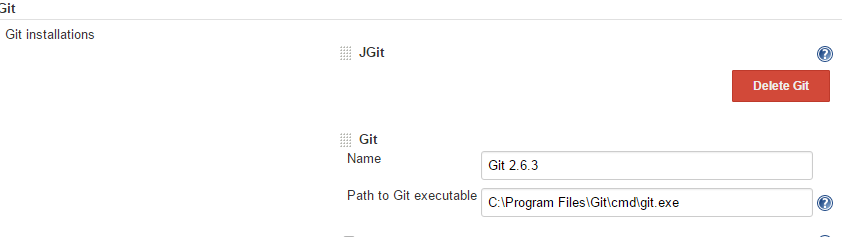 Git
Git installations
JGit
Delete Git
Git
Name
Git 2.6.3
Path to Git executable
C:\Program Files\Git\cmd\git.exe